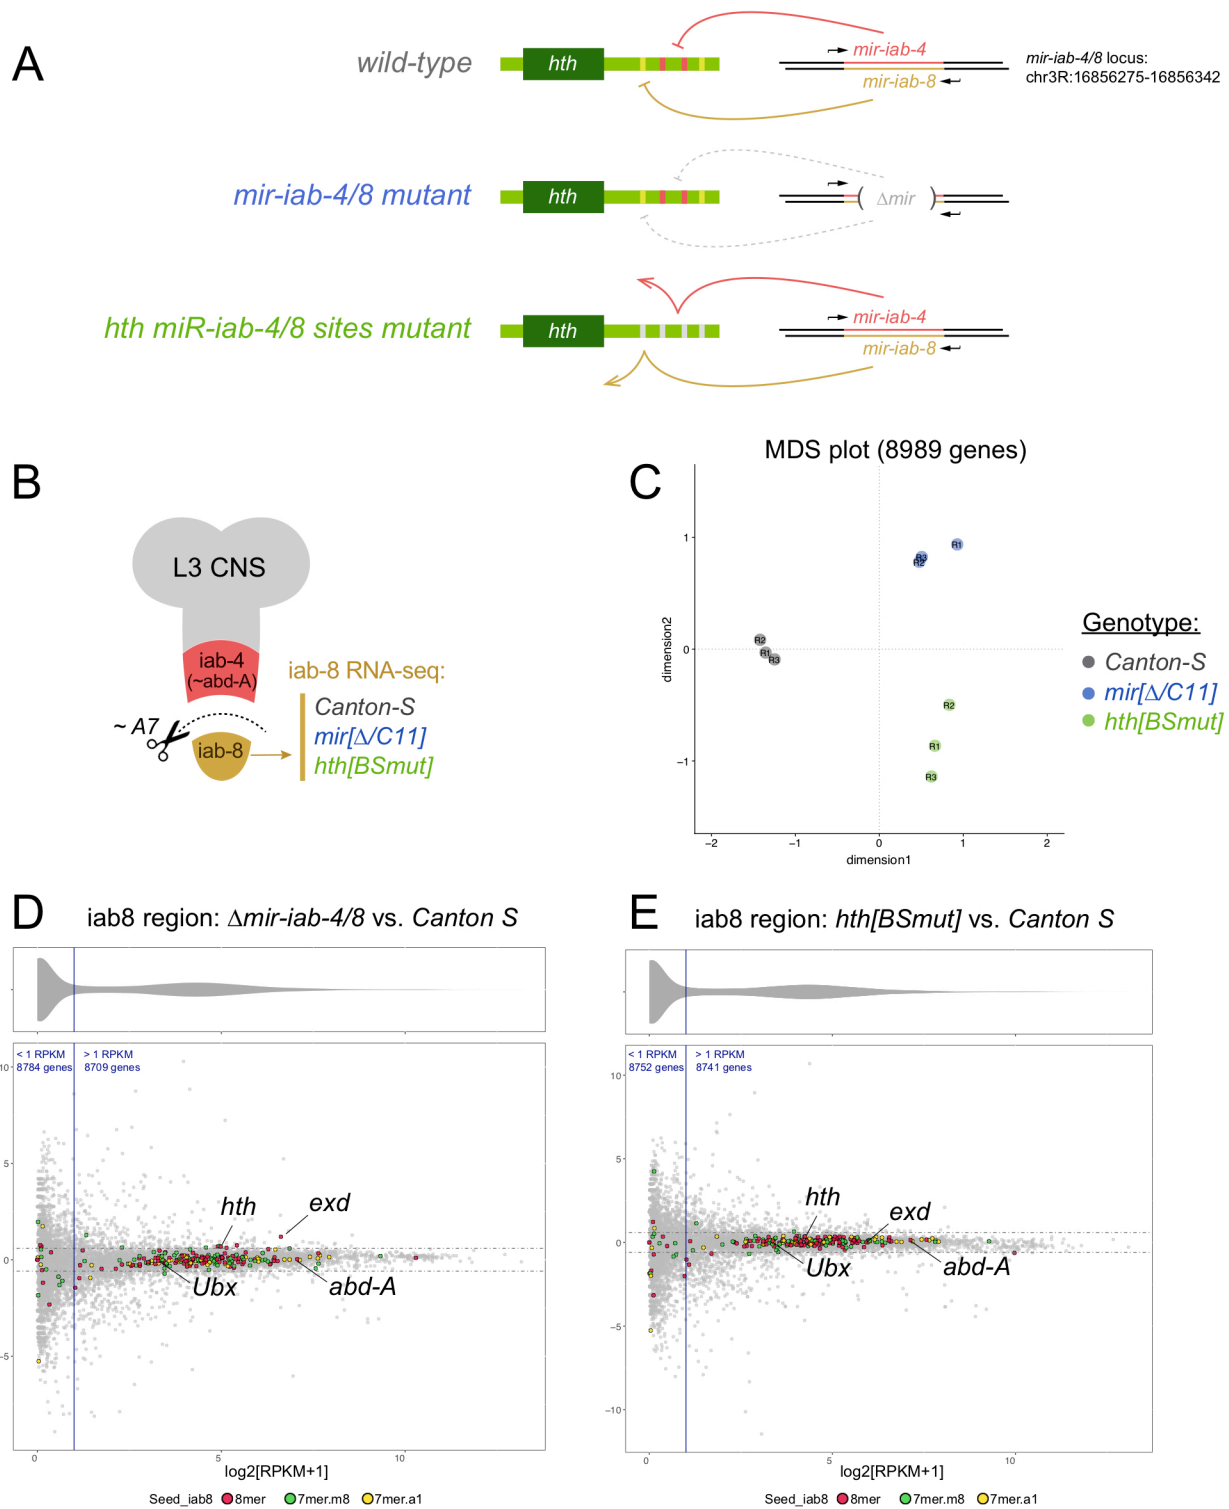 A
wild-type
hth
mir-iab-4
mir-iab-8
mir-iab-4/8 locus:
chr3R:16856275-16856342
mir-iab-4/8 mutant
hth
( Δmir )
hth miR-iab-4/8 sites mutant
hth
mir-iab-4
mir-iab-8
B
L3 CNS
iab-4
(~abd-A)
~ A7
iab-8
iab-8 RNA-seq:
Canton-S
mir[Δ/C11]
hth[BSmut]
C
MDS plot (8989 genes)
dimension2
1
0
−1
R1
R3
R2
R2
R1
R3
R2
R1
R3
−2
−1
0
1
2
dimension1
Genotype:
Canton-S
mir[Δ/C11]
hth[BSmut]
D
iab8 region: Δmir-iab-4/8 vs. Canton S
< 1 RPKM
8784 genes
> 1 RPKM
8709 genes
10
5
0
−5
hth
exd
Ubx
abd-A
0
5
10
log2[RPKM+1]
Seed_iab8 8mer 7mer.m8 7mer.a1
E
iab8 region: hth[BSmut] vs. Canton S
< 1 RPKM
8752 genes
> 1 RPKM
8741 genes
10
5
0
−5
−10
hth
exd
Ubx
abd-A
0
5
10
log2[RPKM+1]
Seed_iab8 8mer 7mer.m8 7mer.a1